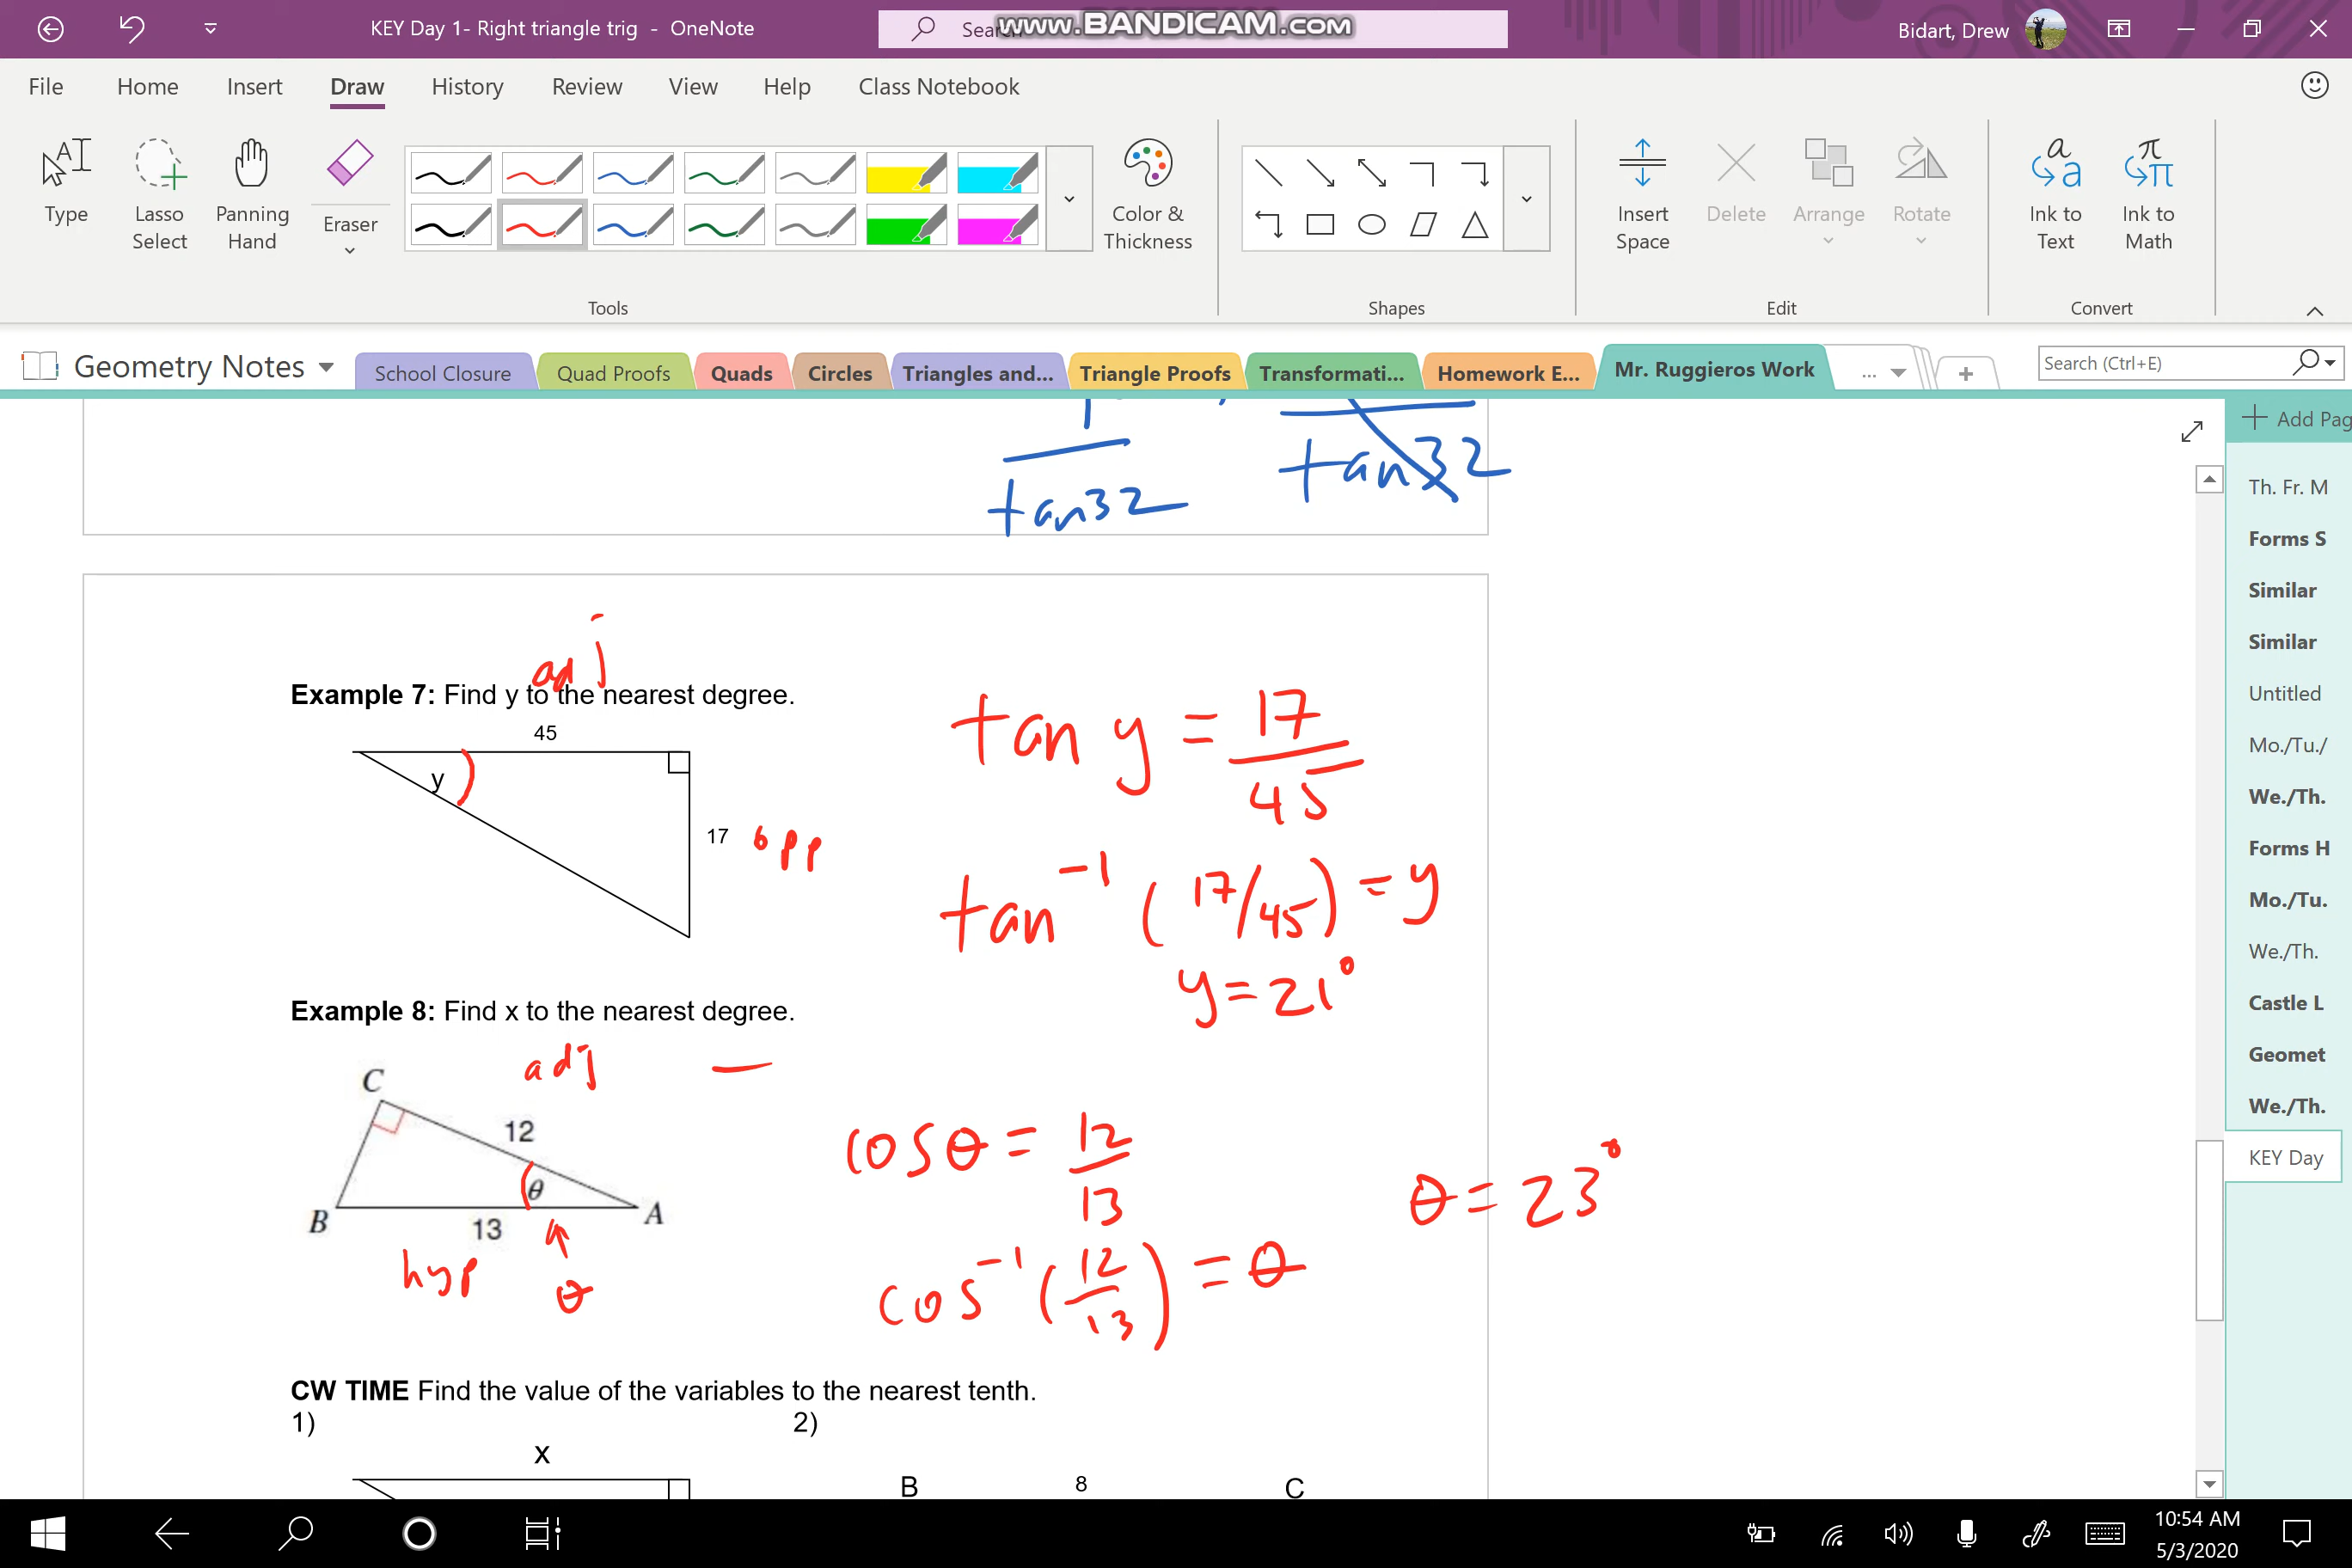 KEY Day 1- Right triangle trig - OneNote
Sear
www.BANDICAM.com
Bidart, Drew
File Home Insert Draw History Review View Help Class Notebook
Type
Lasso Select
Panning Hand
Eraser
Color & Thickness
Insert Space
Delete
Arrange
Rotate
Ink to Text
Ink to Math
Tools Shapes Edit Convert
Geometry Notes School Closure Quad Proofs Quads Circles Triangles and... Triangle Proofs Transformati... Homework E... Mr. Ruggieros Work ... Search (Ctrl+E)
Add Pag
Th. Fr. M
Forms S
Similar
Similar
Untitled
Mo./Tu./
We./Th.
Forms H
Mo./Tu.
We./Th.
Castle L
Geomet
We./Th.
KEY Day
tan32 tan32
adj
Example 7: Find y to the nearest degree.
45
y
17 opp
tan y = 17/45
tan⁻¹ (17/45) = y
y = 21°
Example 8: Find x to the nearest degree.
adj
C
12
θ
B
13
A
hyp
θ
cos θ = 12/13
cos⁻¹ (12/13) = θ
θ = 23°
CW TIME Find the value of the variables to the nearest tenth.
1) 2)
x
B 8 C
10:54 AM
5/3/2020